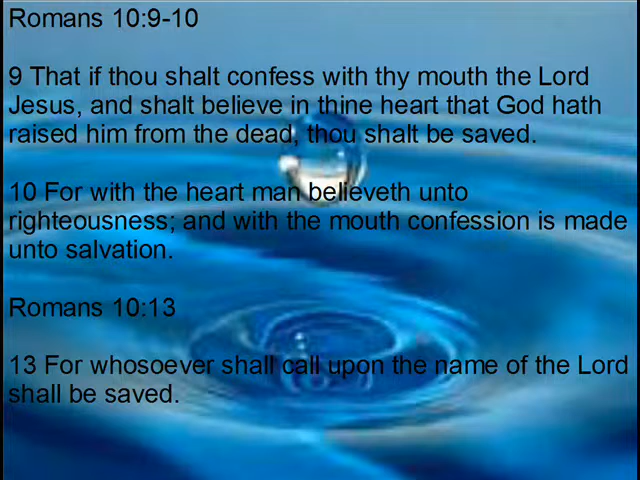 Romans 10:9-10
9 That if thou shalt confess with thy mouth the Lord
Jesus, and shalt believe in thine heart that God hath
raised him from the dead, thou shalt be saved.
10 For with the heart man believeth unto
righteousness; and with the mouth confession is made
unto salvation.
Romans 10:13
13 For whosoever shall call upon the name of the Lord
shall be saved.